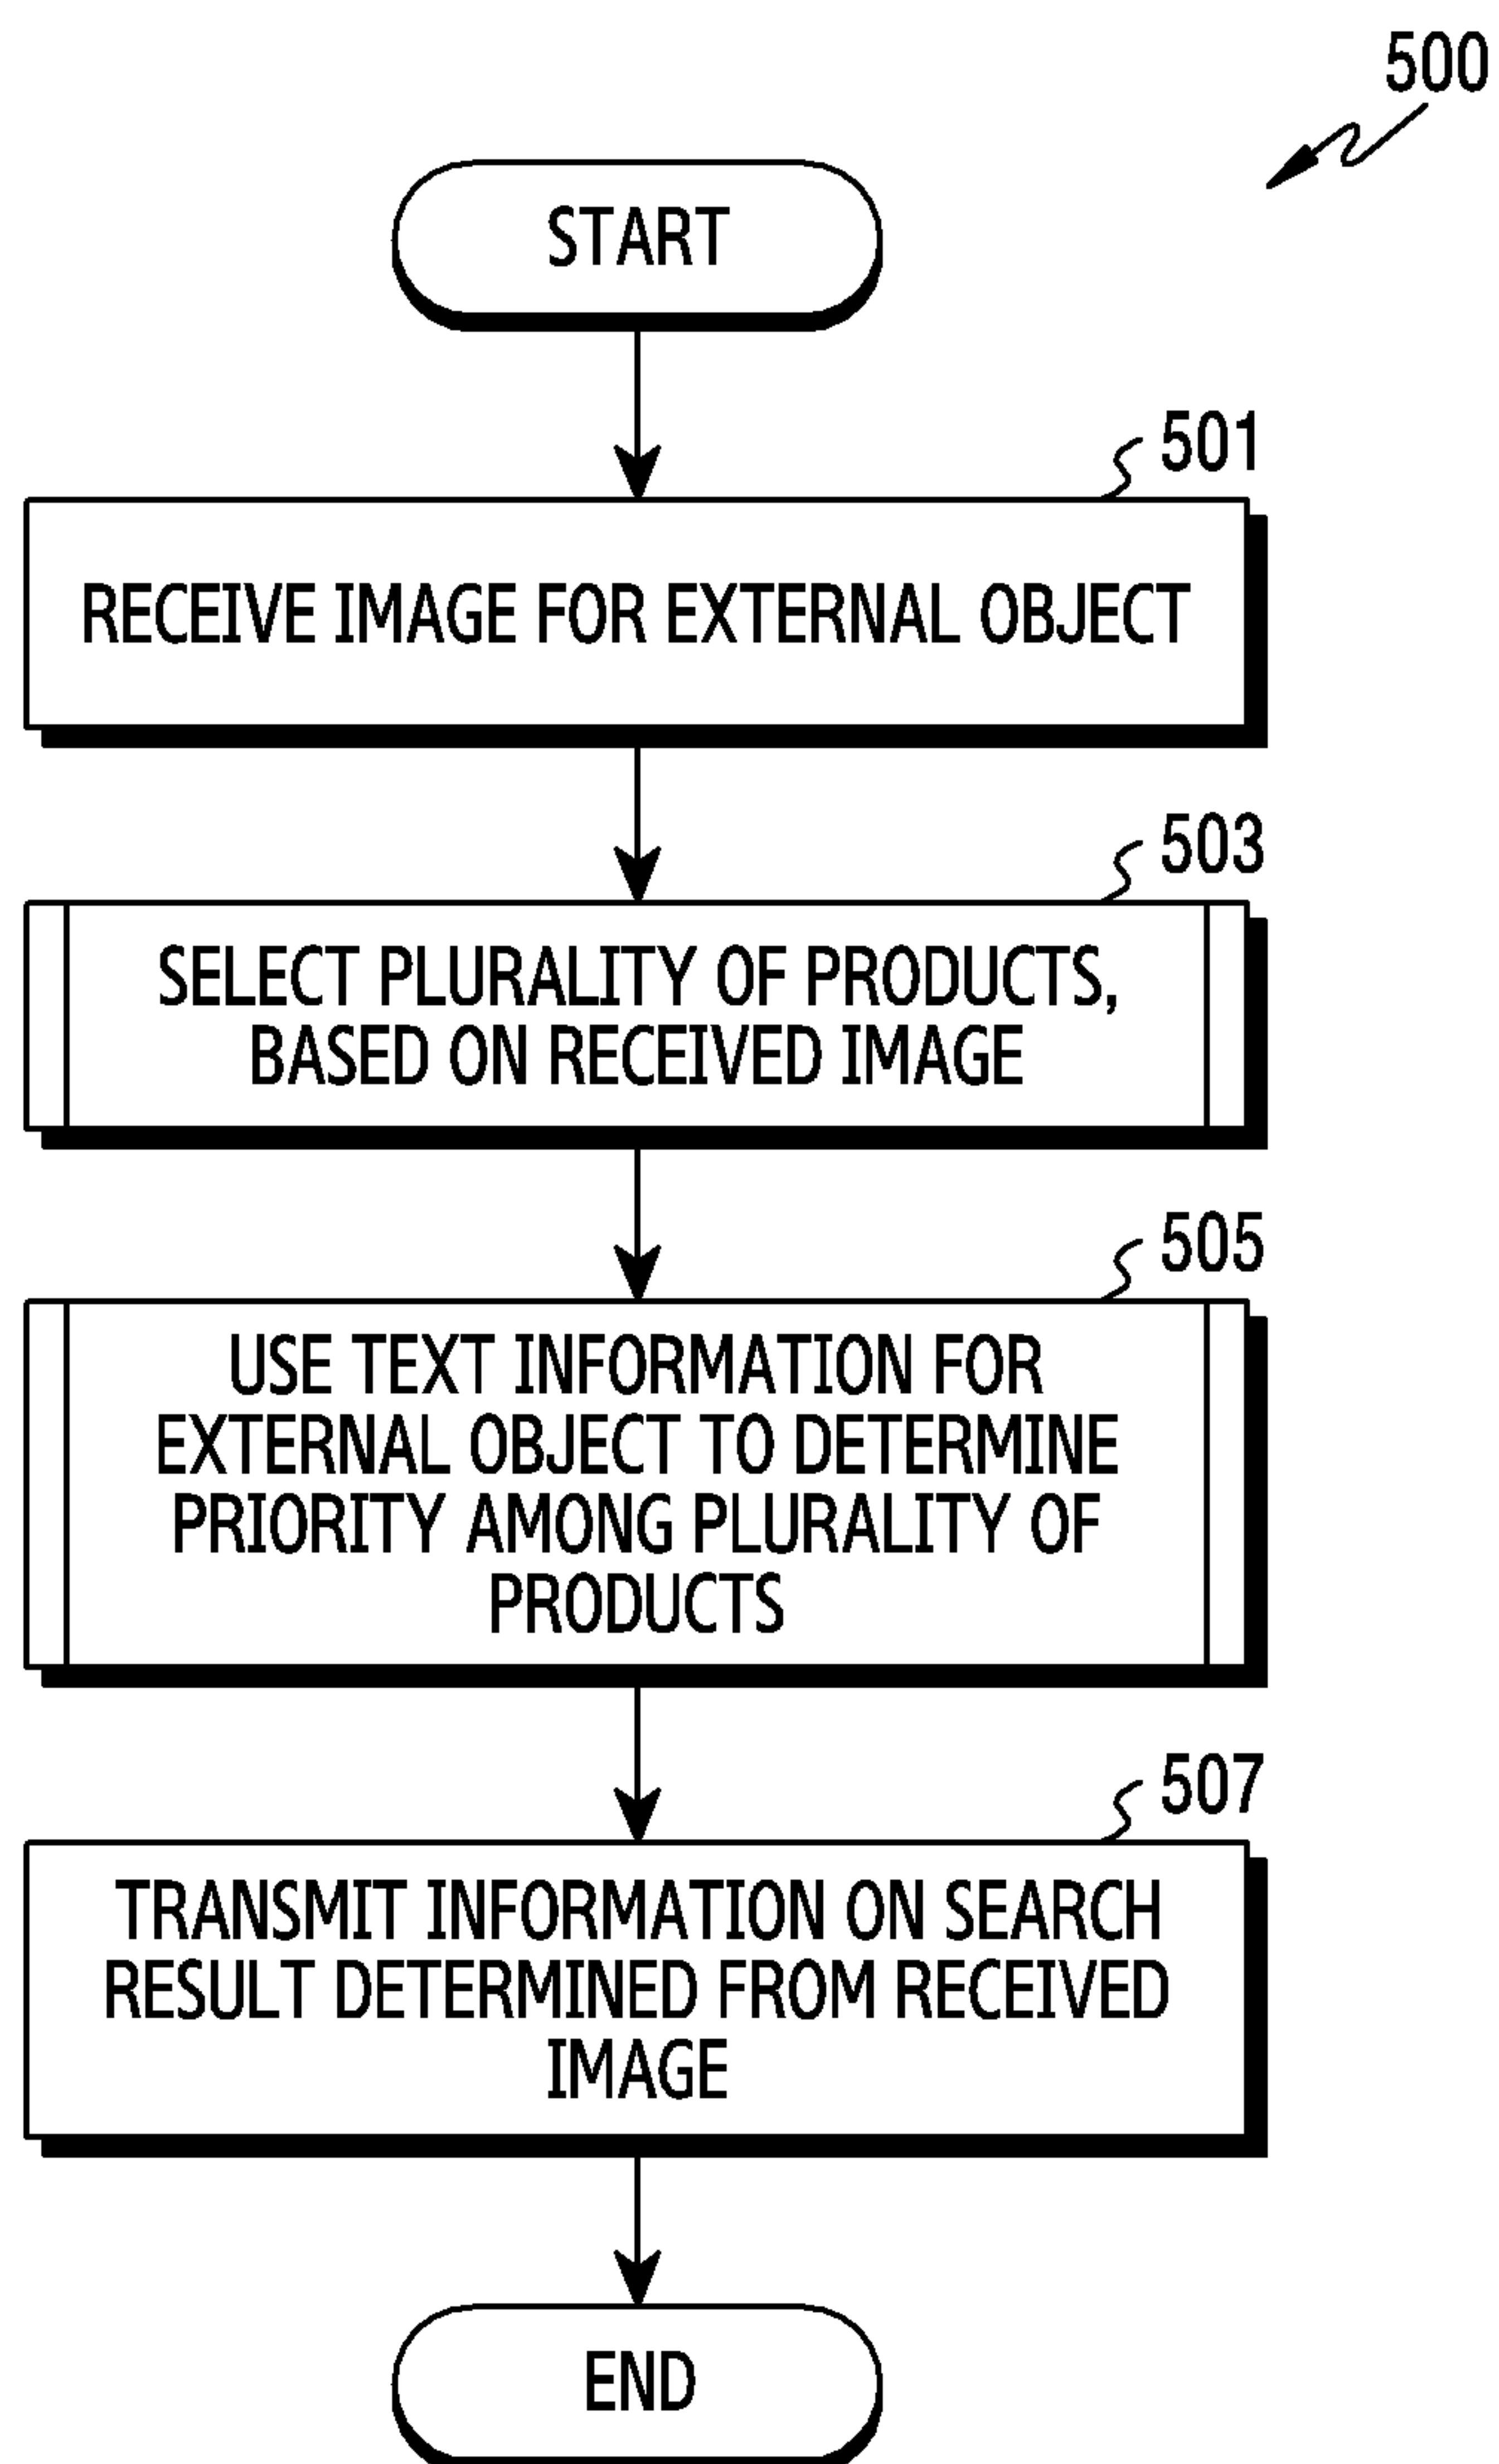 500
START
501
RECEIVE IMAGE FOR EXTERNAL OBJECT
503
SELECT PLURALITY OF PRODUCTS,
BASED ON RECEIVED IMAGE
505
USE TEXT INFORMATION FOR
EXTERNAL OBJECT TO DETERMINE
PRIORITY AMONG PLURALITY OF
PRODUCTS
507
TRANSMIT INFORMATION ON SEARCH
RESULT DETERMINED FROM RECEIVED
IMAGE
END